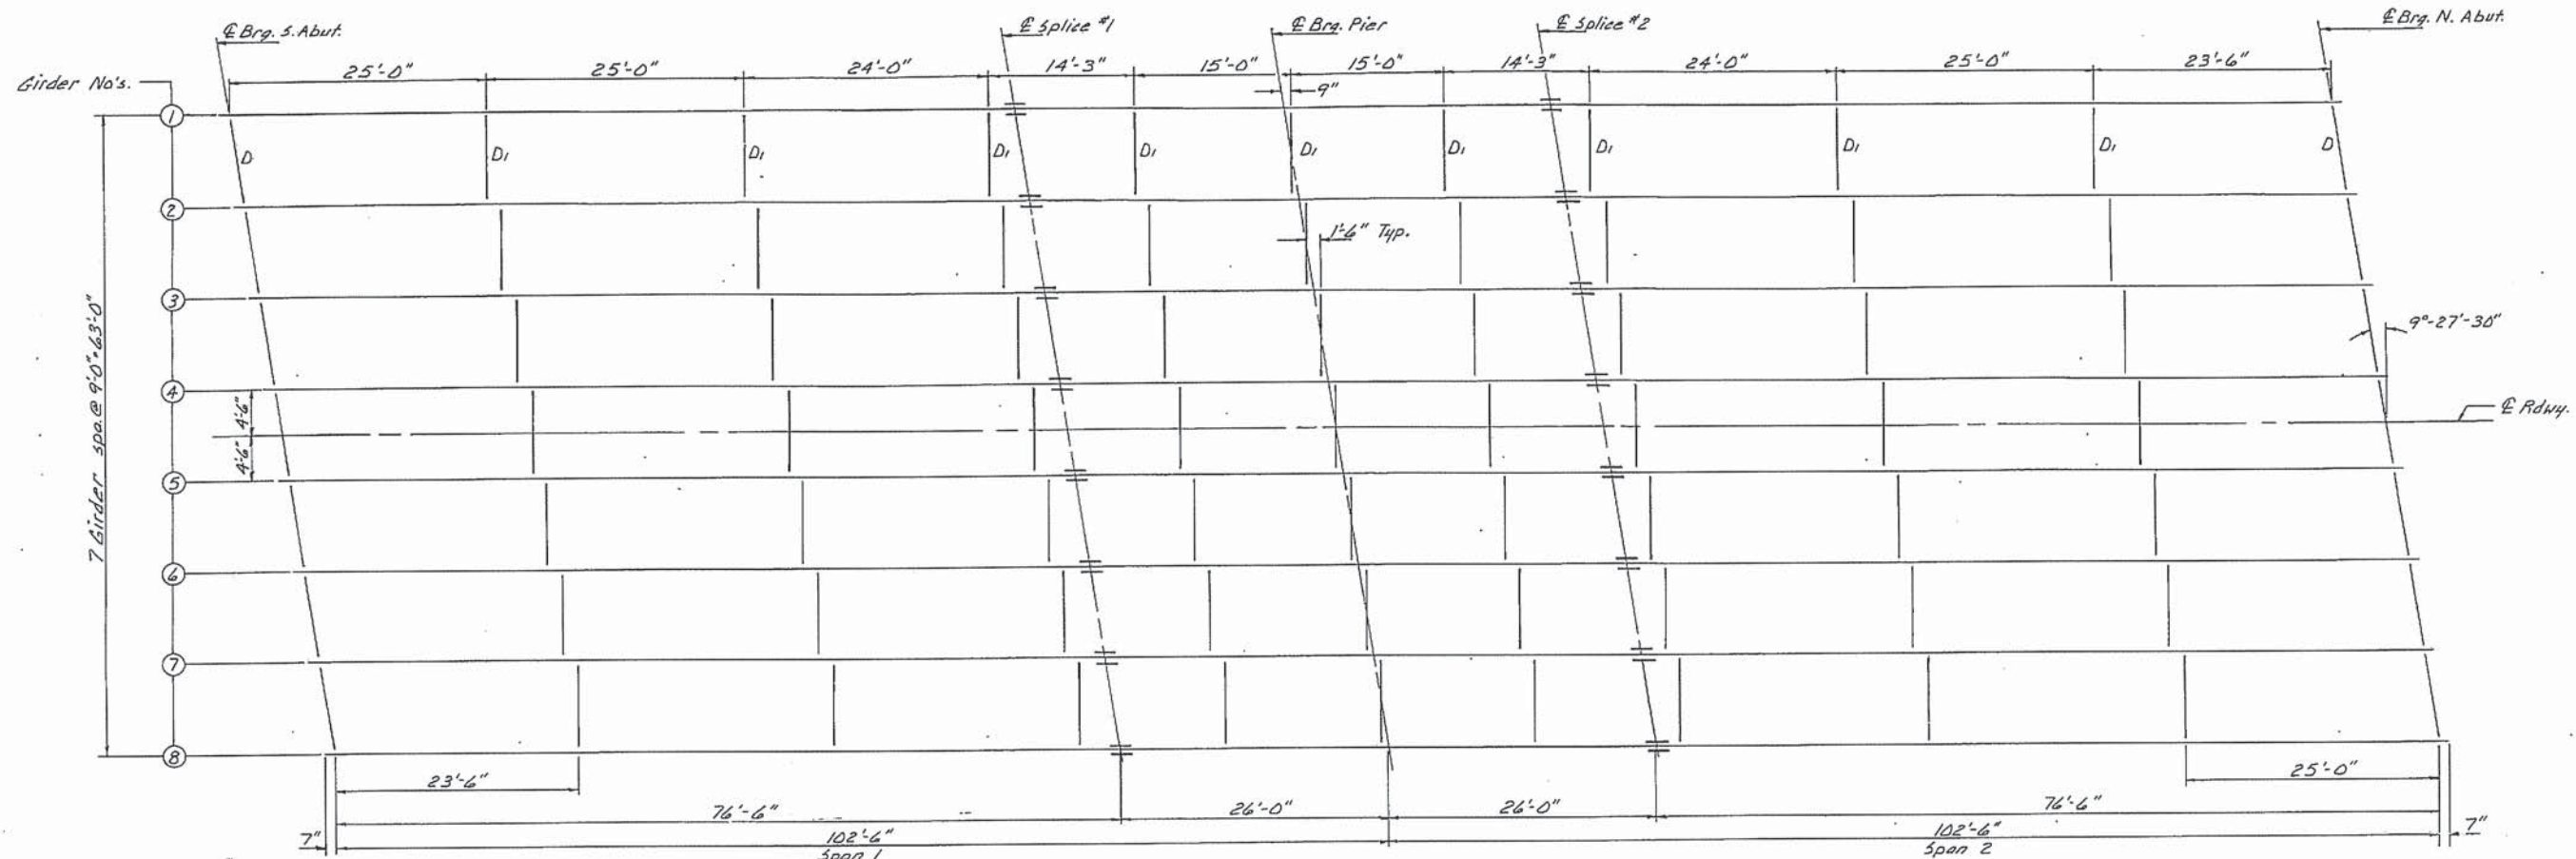 ℄ Brg. S. Abut.
℄ Splice #1
℄ Brg. Pier
℄ Splice #2
℄ Brg. N. Abut.
Girder No's.
25'-0"
25'-0"
24'-0"
14'-3"
15'-0"
15'-0"
14'-3"
24'-0"
25'-0"
23'-6"
9"
1
D
D1
D1
D1
D1
D1
D1
D1
D1
D1
D
2
1'-6" Typ.
3
7 Girder spa. @ 9'-0" = 63'-0"
9°-27'-30"
4
4'-6"
4'-6"
℄ Rdwy.
5
6
7
8
23'-6"
25'-0"
76'-6"
26'-0"
26'-0"
76'-6"
7"
102'-6"
102'-6"
7"
Span 1
Span 2